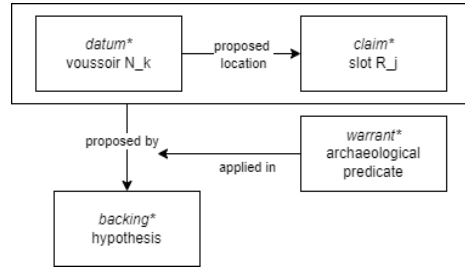 datum*
voussoir N_k
proposed
location
claim*
slot R_j
proposed by
applied in
warrant*
archaeological
predicate
backing*
hypothesis